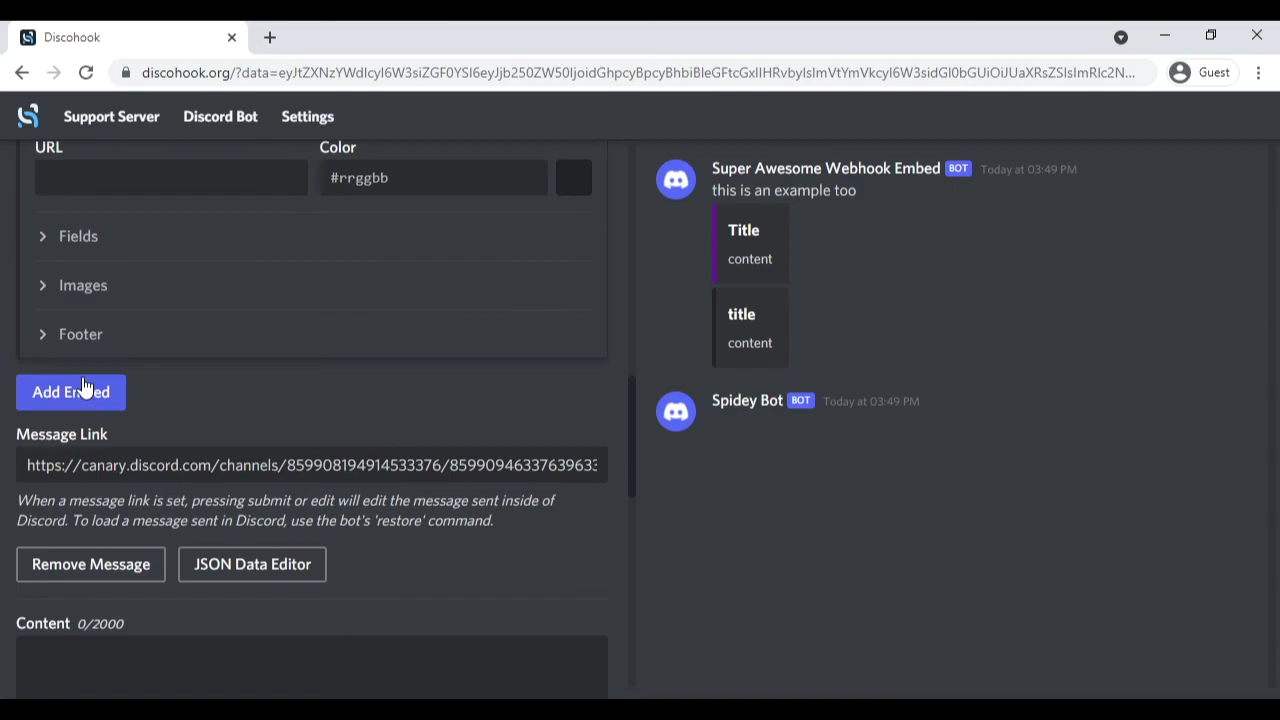 Discohook
discohook.org/?data=
Guest
Support Server Discord Bot Settings
URL
Color
#rrggbb
Fields
Images
Footer
Add Embed
Message Link
https://canary.discord.com/channels/859908194914533376/85990946337639633
When a message link is set, pressing submit or edit will edit the message sent inside of
Discord. To load a message sent in Discord, use the bot's 'restore' command.
Remove Message JSON Data Editor
Content 0/2000
Super Awesome Webhook Embed BOT Today at 03:49 PM
this is an example too
Title
content
title
content
Spidey Bot BOT Today at 03:49 PM